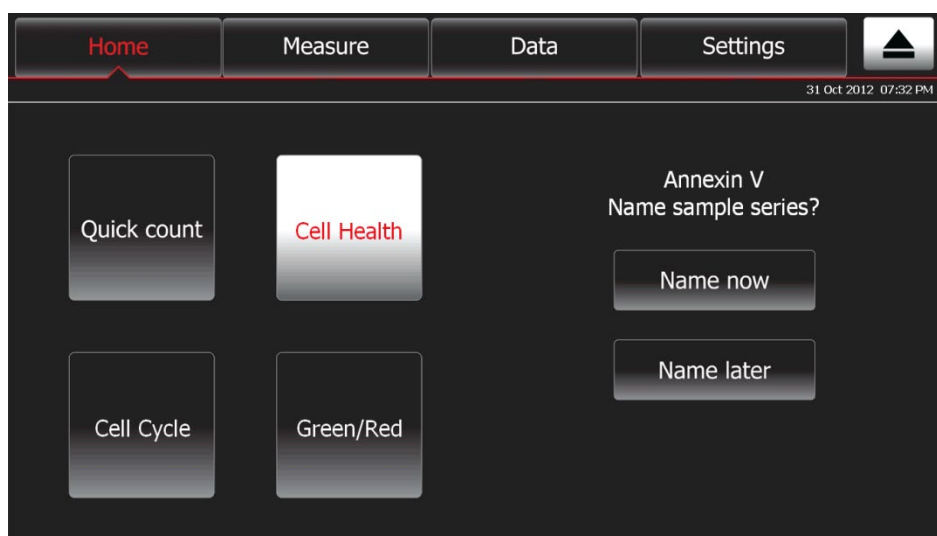 Home
Measure
Data
Settings
31 Oct 2012 07:32 PM
Quick count
Cell Health
Annexin V
Name sample series?
Name now
Name later
Cell Cycle
Green/Red